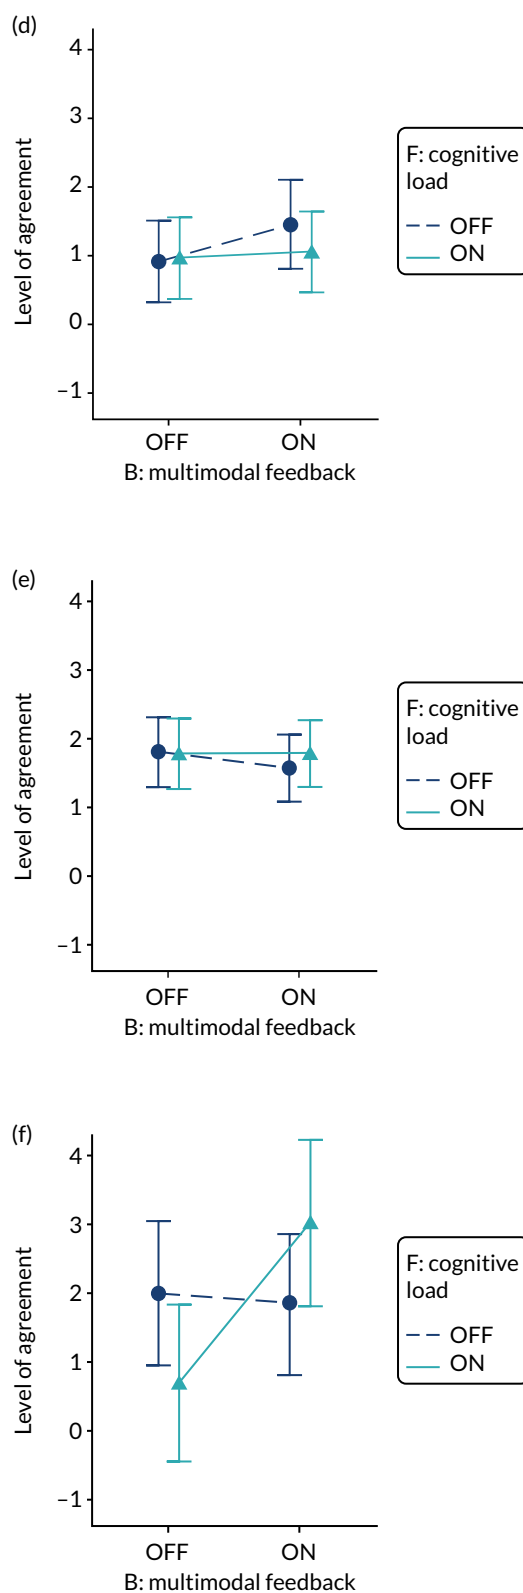 (d)
4
3
2
1
0
–1
Level of agreement
OFF
ON
B: multimodal feedback
F: cognitive
load
OFF
ON
(e)
4
3
2
1
0
–1
Level of agreement
OFF
ON
B: multimodal feedback
F: cognitive
load
OFF
ON
(f)
4
3
2
1
0
–1
Level of agreement
OFF
ON
B: multimodal feedback
F: cognitive
load
OFF
ON